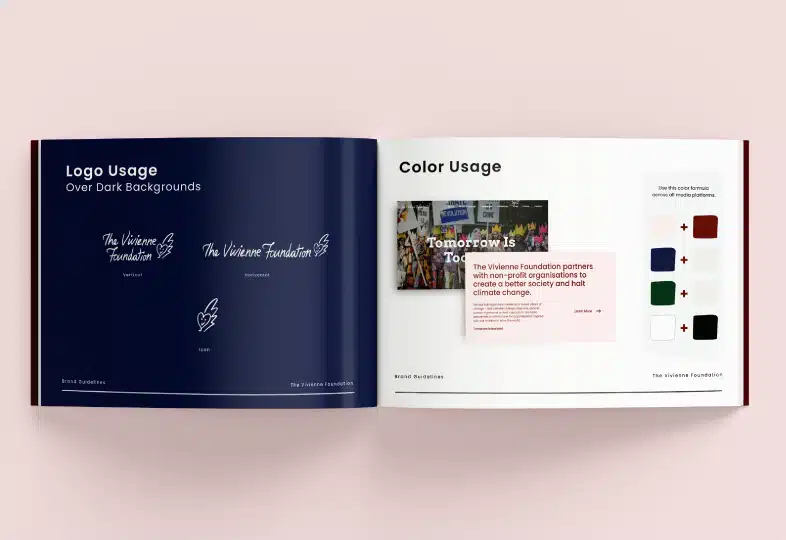 Logo Usage
Over Dark Backgrounds
The Vivienne
Foundation
Vertical
The Vivienne Foundation
Horizontal
Icon
Brand Guidelines
The Vivienne Foundation
Color Usage
REVOLUTION
CRIME
Tomorrow Is
Too
The Vivienne Foundation partners
with non-profit organisations to
create a better society and halt
climate change.
Learn More
Use this color formula
across all media platforms.
+
+
+
+
Brand Guidelines
The Vivienne Foundation